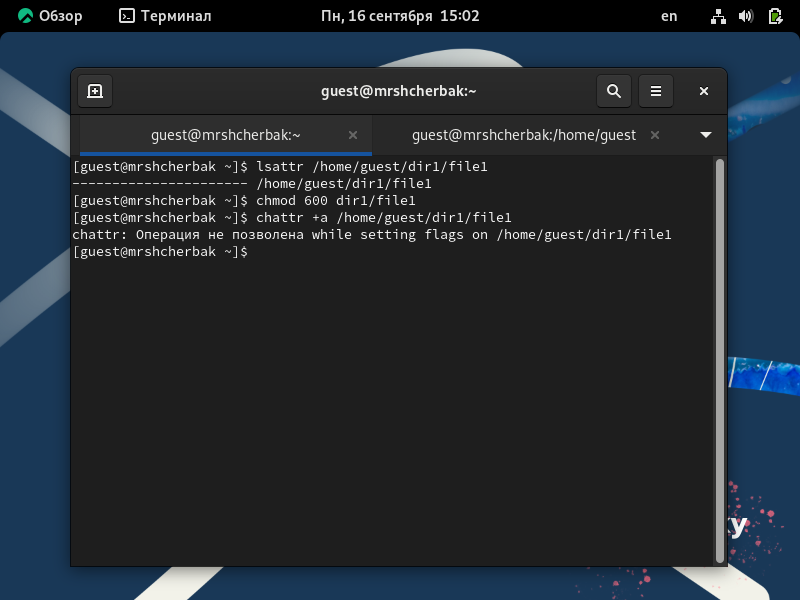 Обзор Терминал Пн, 16 сентября 15:02 en
guest@mrshcherbak:~
guest@mrshcherbak:~ guest@mrshcherbak:/home/guest
[guest@mrshcherbak ~]$ lsattr /home/guest/dir1/file1
---------------------- /home/guest/dir1/file1
[guest@mrshcherbak ~]$ chmod 600 dir1/file1
[guest@mrshcherbak ~]$ chattr +a /home/guest/dir1/file1
chattr: Операция не позволена while setting flags on /home/guest/dir1/file1
[guest@mrshcherbak ~]$